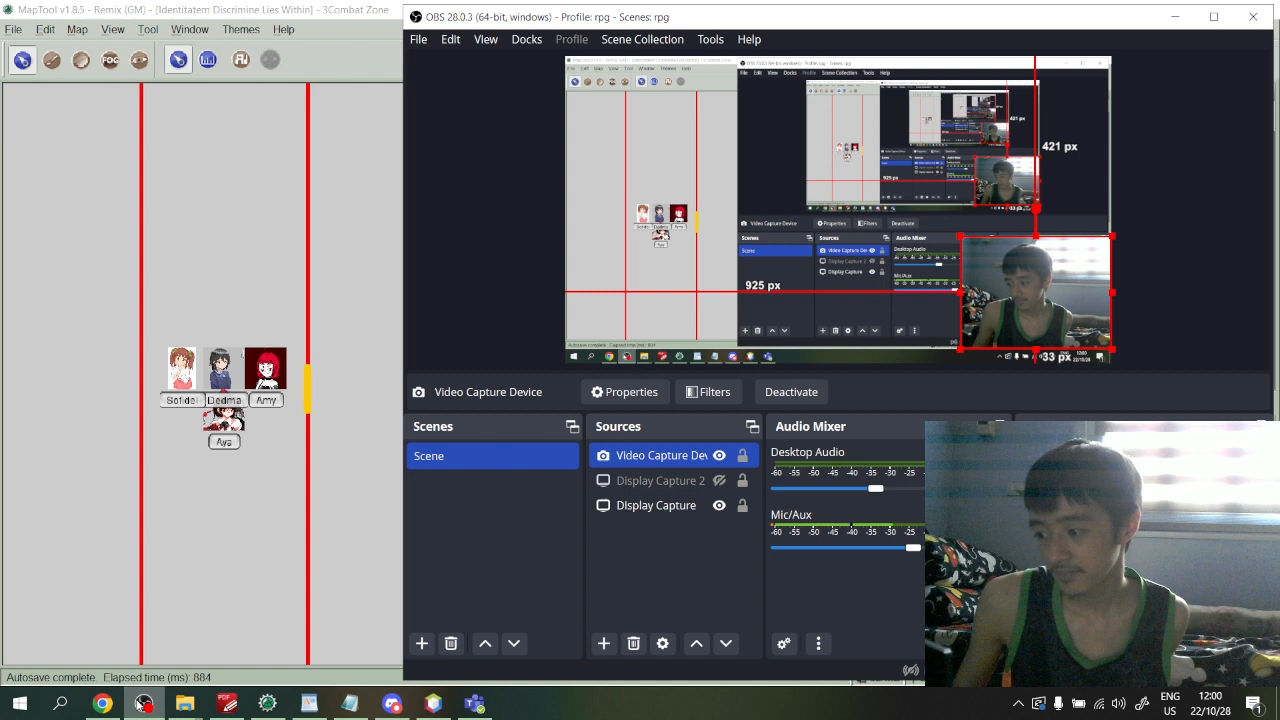 MapTool v1.8.5 - Remix (GM) - [Identitatem Discrimine Lies Within] - 3Combat Zone
File Edit Map View Tool Window Themes Help
FOG
Sofidei Dedma Amy
Aya
Autosave complete. Elapsed time (ms): 831
OBS 28.0.3 (64-bit, windows) - Profile: rpg - Scenes: rpg
File Edit View Docks Profile Scene Collection Tools Help
421 px
925 px
33 px
Video Capture Device Properties Filters Deactivate
Scenes
Scene
Sources
Video Capture Dev
Display Capture 2
Display Capture
Audio Mixer
Desktop Audio
-60 -55 -50 -45 -40 -35 -30 -25
Mic/Aux
-60 -55 -50 -45 -40 -35 -30 -25
ENG
US
12:00
22/10/28